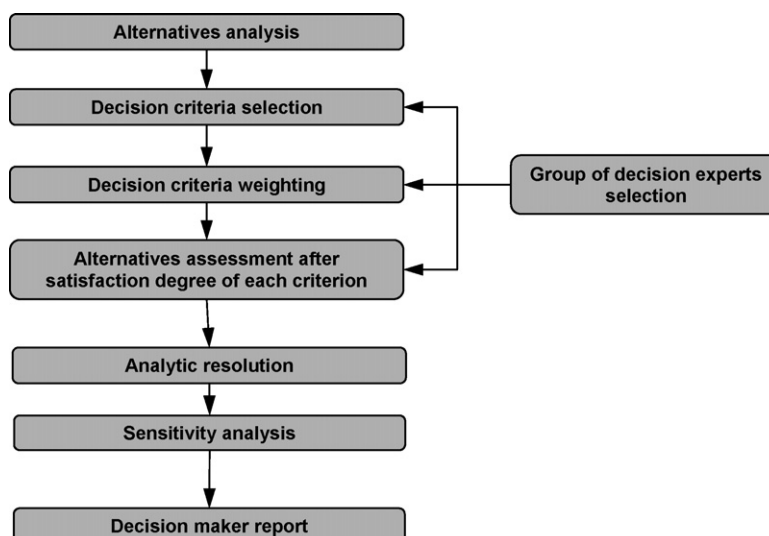 Alternatives analysis
Decision criteria selection
Decision criteria weighting
Group of decision experts
selection
Alternatives assessment after
satisfaction degree of each criterion
Analytic resolution
Sensitivity analysis
Decision maker report